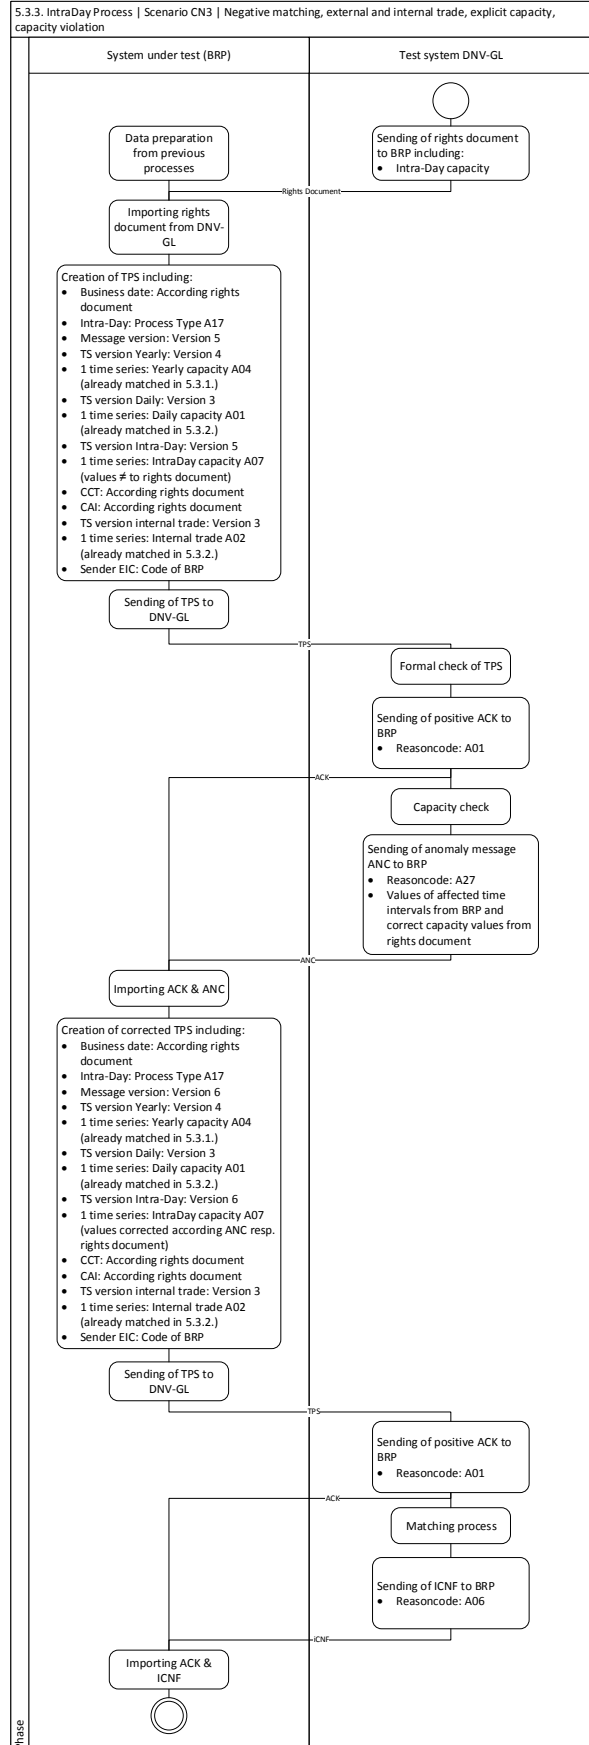 5.3.3. IntraDay Process | Scenario CN3 | Negative matching, external and internal trade, explicit capacity,
capacity violation
System under test (BRP)
Test system DNV-GL
Data preparation
from previous
processes
Sending of rights document
to BRP including:
• Intra-Day capacity
Rights Document
Importing rights
document from DNV-
GL
Creation of TPS including:
• Business date: According rights
document
• Intra-Day: Process Type A17
• Message version: Version 5
• TS version Yearly: Version 4
• 1 time series: Yearly capacity A04
(already matched in 5.3.1.)
• TS version Daily: Version 3
• 1 time series: Daily capacity A01
(already matched in 5.3.2.)
• TS version Intra-Day: Version 5
• 1 time series: IntraDay capacity A07
(values ≠ to rights document)
• CCT: According rights document
• CAI: According rights document
• TS version internal trade: Version 3
• 1 time series: Internal trade A02
(already matched in 5.3.2.)
• Sender EIC: Code of BRP
Sending of TPS to
DNV-GL
TPS
Formal check of TPS
Sending of positive ACK to
BRP
• Reasoncode: A01
ACK
Capacity check
Sending of anomaly message
ANC to BRP
• Reasoncode: A27
• Values of affected time
intervals from BRP and
correct capacity values from
rights document
ANC
Importing ACK & ANC
Creation of corrected TPS including:
• Business date: According rights
document
• Intra-Day: Process Type A17
• Message version: Version 6
• TS version Yearly: Version 4
• 1 time series: Yearly capacity A04
(already matched in 5.3.1.)
• TS version Daily: Version 3
• 1 time series: Daily capacity A01
(already matched in 5.3.2.)
• TS version Intra-Day: Version 6
• 1 time series: IntraDay capacity A07
(values corrected according ANC resp.
rights document)
• CCT: According rights document
• CAI: According rights document
• TS version internal trade: Version 3
• 1 time series: Internal trade A02
(already matched in 5.3.2.)
• Sender EIC: Code of BRP
Sending of TPS to
DNV-GL
TPS
Sending of positive ACK to
BRP
• Reasoncode: A01
ACK
Matching process
Sending of ICNF to BRP
• Reasoncode: A06
iCNF
Importing ACK &
ICNF
Phase